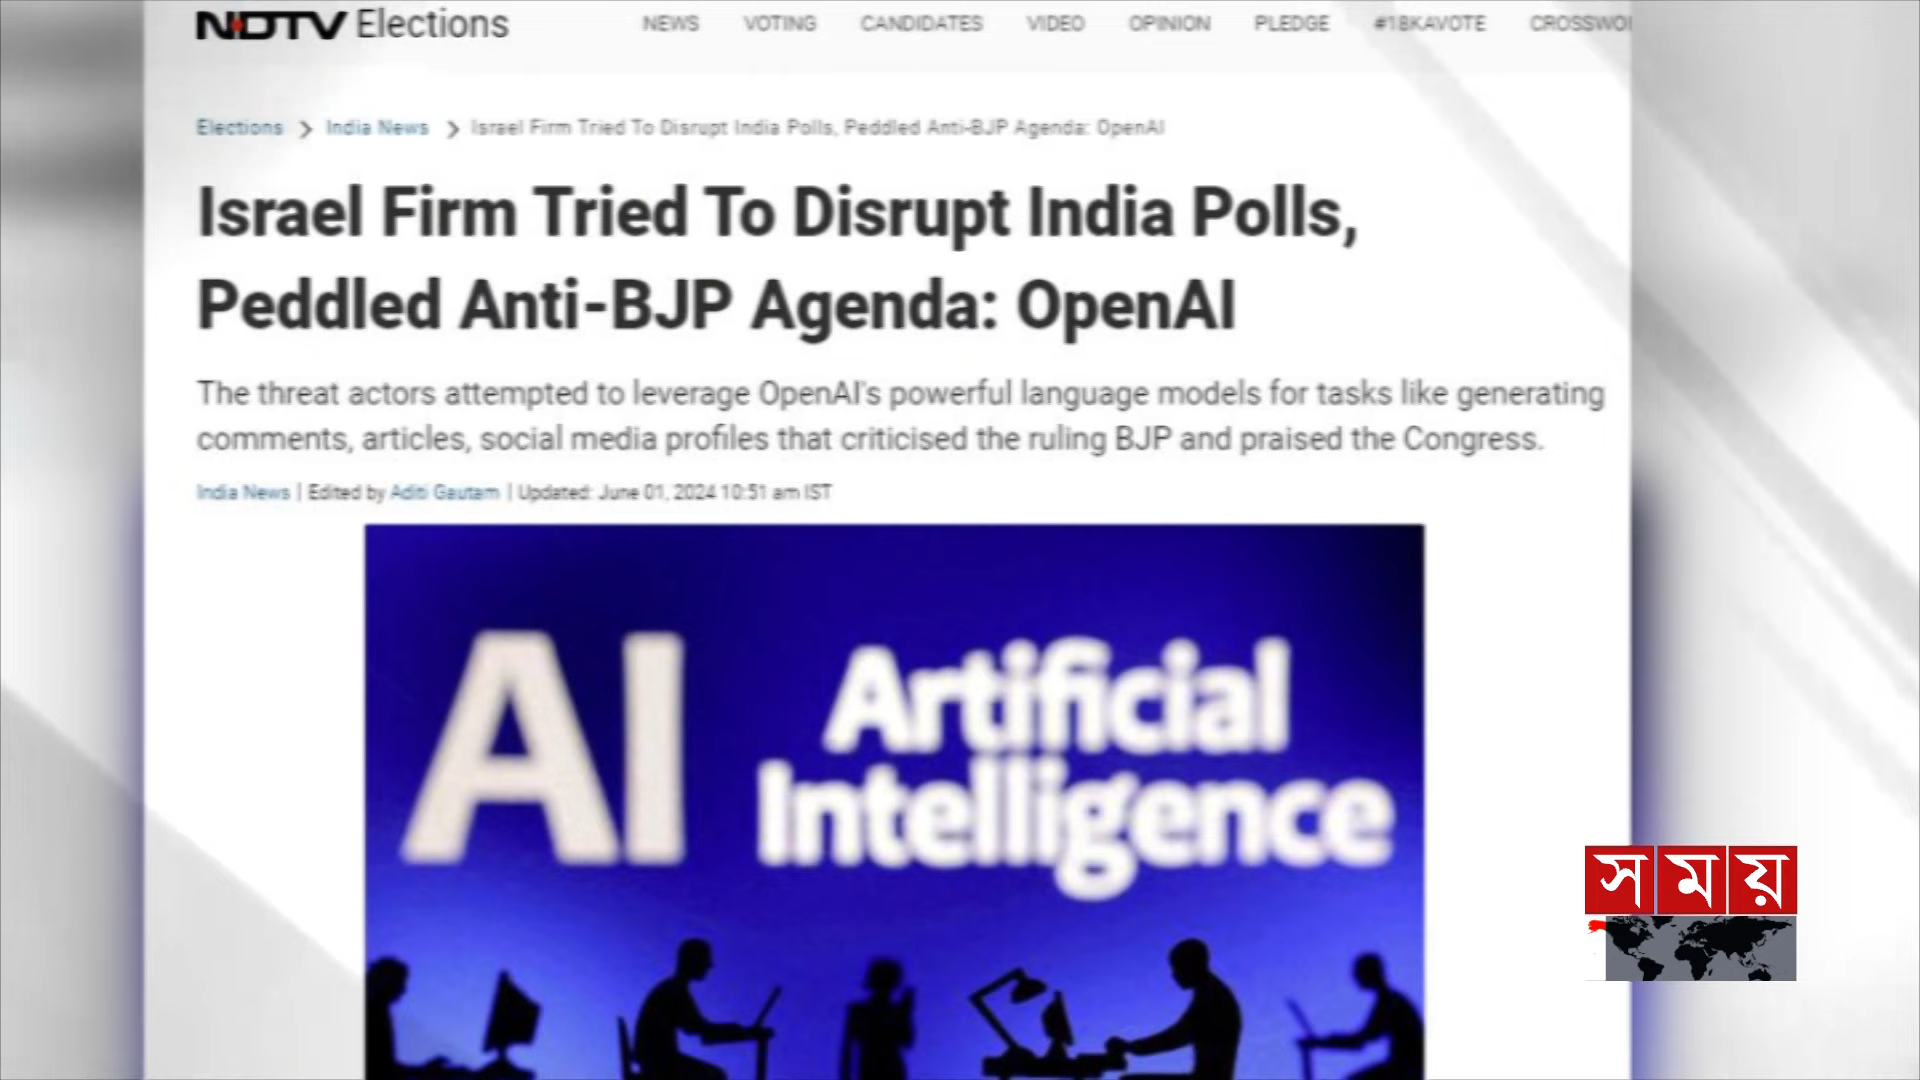 NDTV Elections
NEWS VOTING CANDIDATES VIDEO OPINION PLEDGE #18KAVOTE
Elections > India News > Israel Firm Tried To Disrupt India Polls, Peddled Anti-BJP Agenda: OpenAI
Israel Firm Tried To Disrupt India Polls,
Peddled Anti-BJP Agenda: OpenAI
The threat actors attempted to leverage OpenAI's powerful language models for tasks like generating
comments, articles, social media profiles that criticised the ruling BJP and praised the Congress.
India News | Edited by Aditi Gautam | Updated: June 01, 2024 10:51 am IST
AI Artificial
Intelligence
সময়